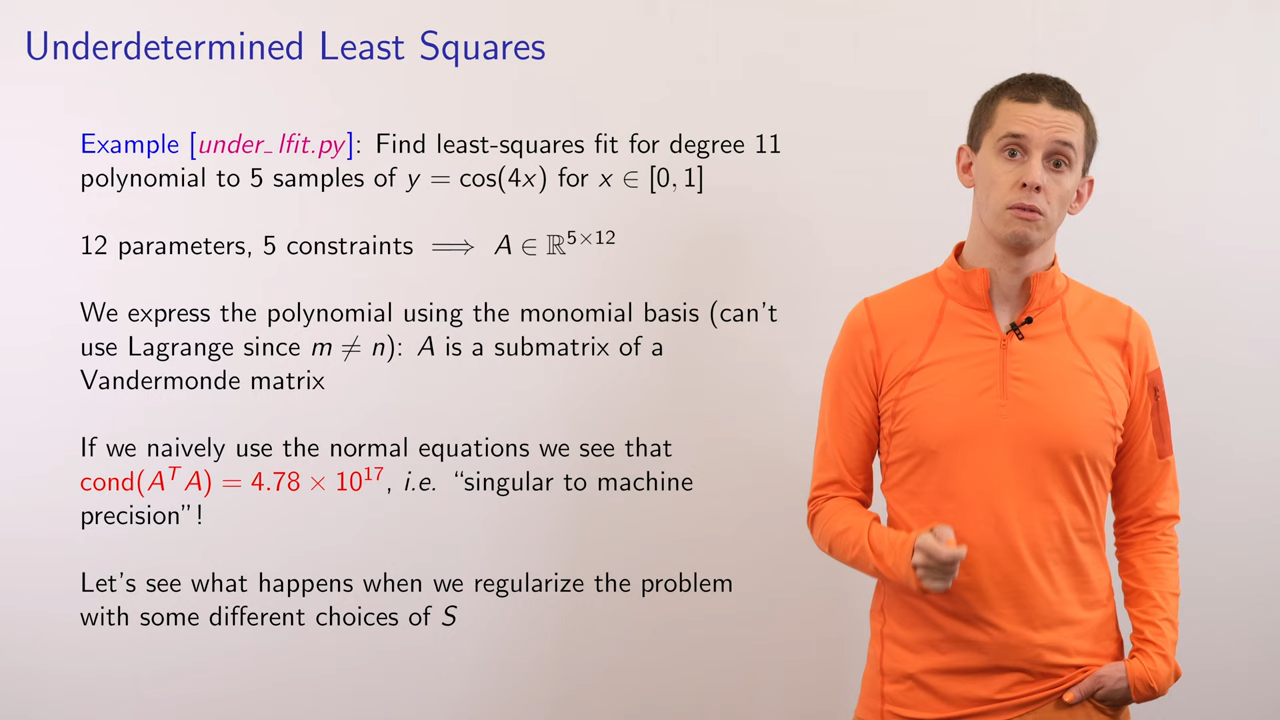 Underdetermined Least Squares
Example [under_lfit.py]: Find least-squares fit for degree 11
polynomial to 5 samples of y = cos(4x) for x ∈ [0, 1]
12 parameters, 5 constraints ⟹ A ∈ ℝ^{5×12}
We express the polynomial using the monomial basis (can't
use Lagrange since m ≠ n): A is a submatrix of a
Vandermonde matrix
If we naively use the normal equations we see that
cond(A^T A) = 4.78 × 10^{17}, i.e. “singular to machine
precision”!
Let's see what happens when we regularize the problem
with some different choices of S